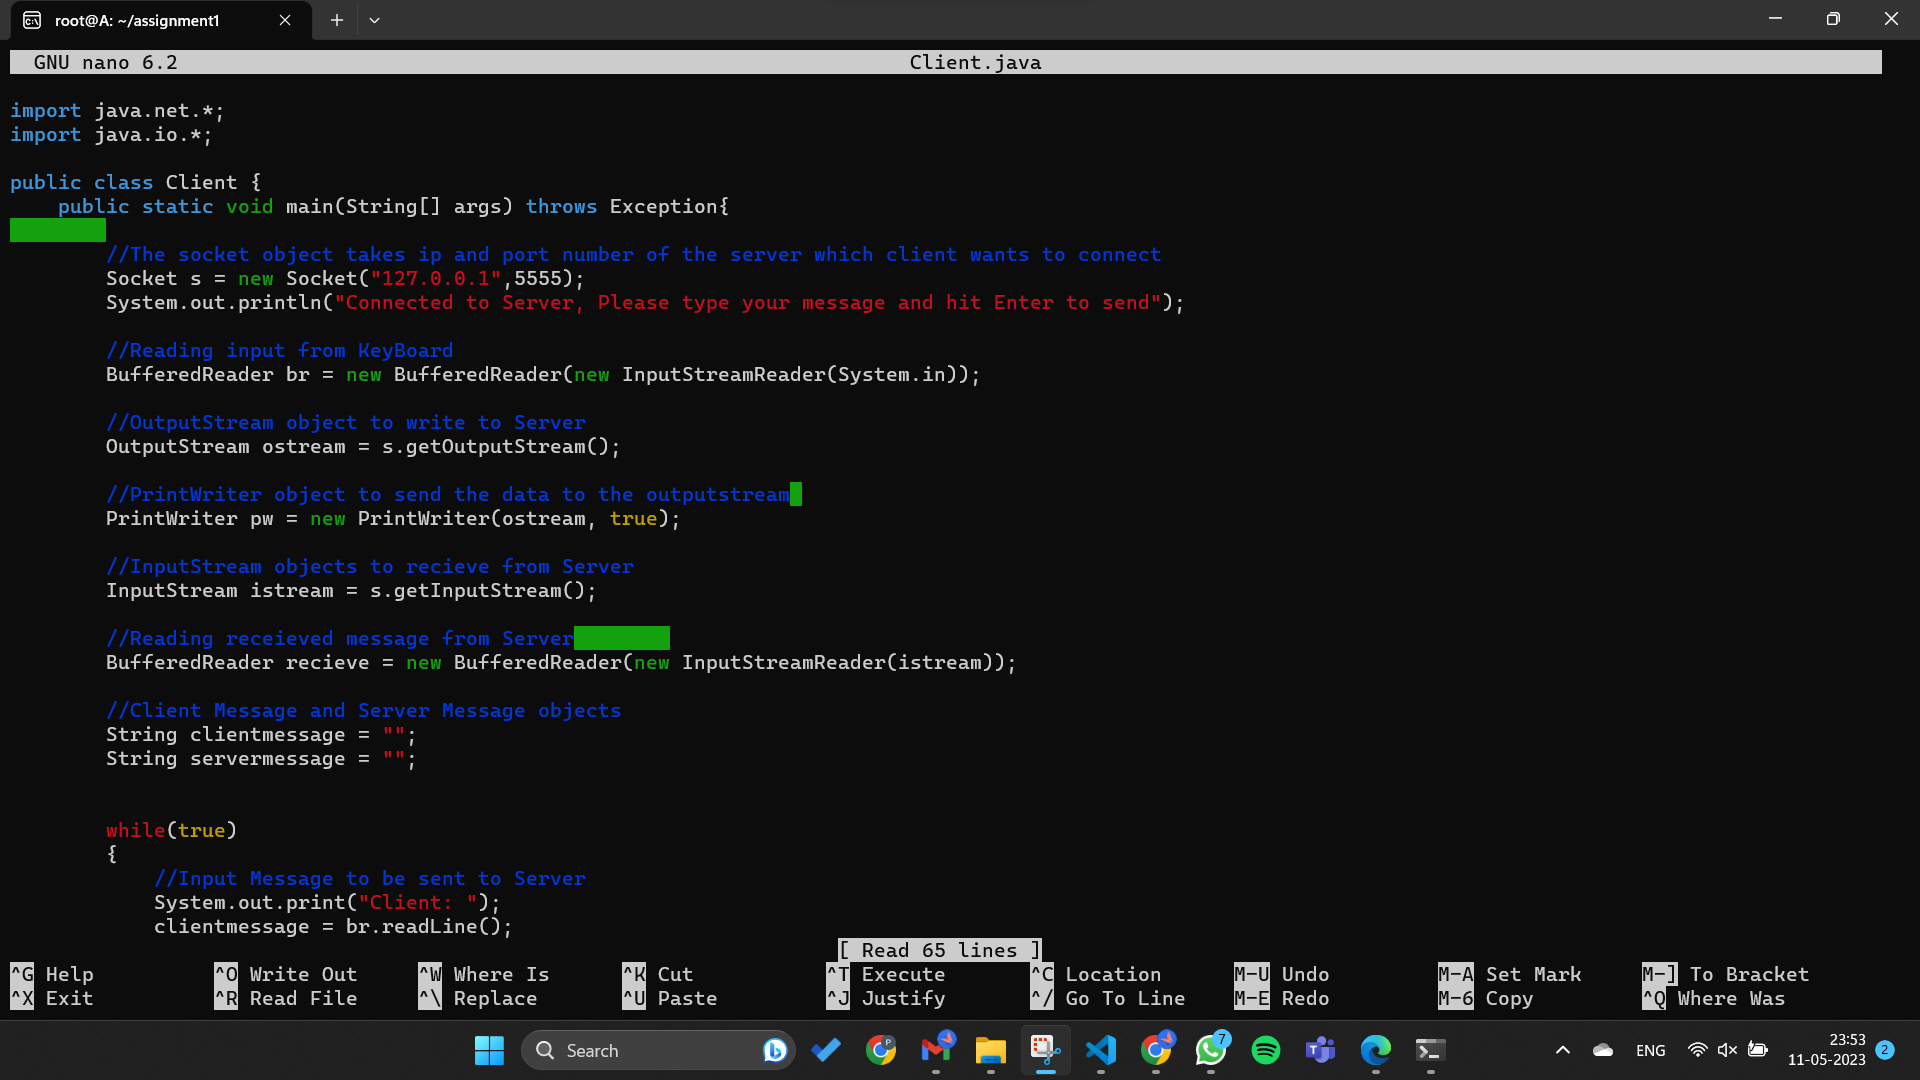 root@A: ~/assignment1
GNU nano 6.2 Client.java
import java.net.*;
import java.io.*;
public class Client {
public static void main(String[] args) throws Exception{
//The socket object takes ip and port number of the server which client wants to connect
Socket s = new Socket("127.0.0.1",5555);
System.out.println("Connected to Server, Please type your message and hit Enter to send");
//Reading input from KeyBoard
BufferedReader br = new BufferedReader(new InputStreamReader(System.in));
//OutputStream object to write to Server
OutputStream ostream = s.getOutputStream();
//PrintWriter object to send the data to the outputstream
PrintWriter pw = new PrintWriter(ostream, true);
//InputStream objects to recieve from Server
InputStream istream = s.getInputStream();
//Reading receieved message from Server
BufferedReader recieve = new BufferedReader(new InputStreamReader(istream));
//Client Message and Server Message objects
String clientmessage = "";
String servermessage = "";
while(true)
{
//Input Message to be sent to Server
System.out.print("Client: ");
clientmessage = br.readLine();
[ Read 65 lines ]
^G Help ^O Write Out ^W Where Is ^K Cut ^T Execute ^C Location M-U Undo M-A Set Mark M-] To Bracket
^X Exit ^R Read File ^\ Replace ^U Paste ^J Justify ^/ Go To Line M-E Redo M-6 Copy ^Q Where Was
Search
7
ENG
23:53
11-05-2023
2